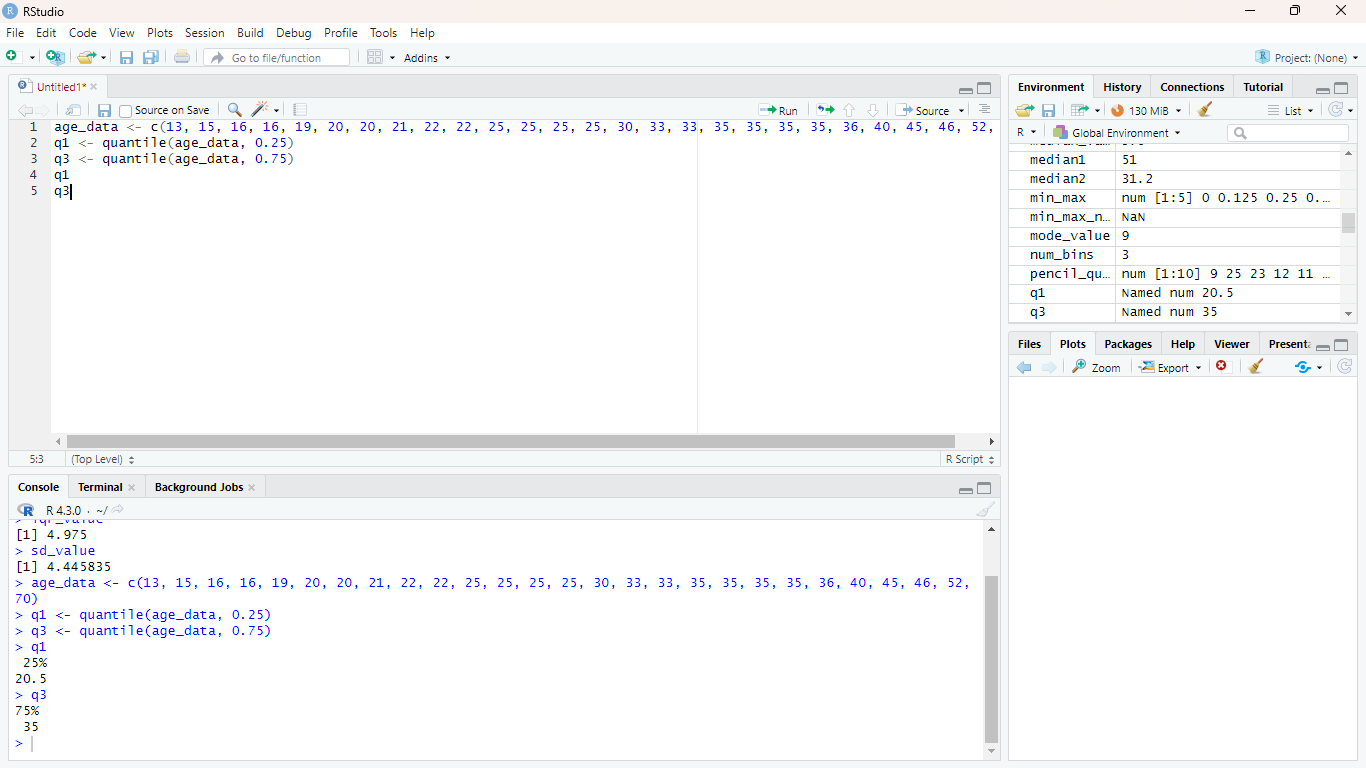 RStudio
File Edit Code View Plots Session Build Debug Profile Tools Help
Go to file/function Addins Project: (None)
Untitled1*
Source on Save Run Source
1 age_data <- c(13, 15, 16, 16, 19, 20, 20, 21, 22, 22, 25, 25, 25, 25, 30, 33, 33, 35, 35, 35, 35, 36, 40, 45, 46, 52,
2 q1 <- quantile(age_data, 0.25)
3 q3 <- quantile(age_data, 0.75)
4 q1
5 q3
5:3 (Top Level) R Script
Console Terminal Background Jobs
R 4.3.0 · ~/
[1] 4.975
> sd_value
[1] 4.445835
> age_data <- c(13, 15, 16, 16, 19, 20, 20, 21, 22, 22, 25, 25, 25, 25, 30, 33, 33, 35, 35, 35, 35, 36, 40, 45, 46, 52,
70)
> q1 <- quantile(age_data, 0.25)
> q3 <- quantile(age_data, 0.75)
> q1
25%
20.5
> q3
75%
35
>
Environment History Connections Tutorial
130 MiB List
R Global Environment
median1 51
median2 31.2
min_max num [1:5] 0 0.125 0.25 0.…
min_max_n… NaN
mode_value 9
num_bins 3
pencil_qu… num [1:10] 9 25 23 12 11 …
q1 Named num 20.5
q3 Named num 35
Files Plots Packages Help Viewer Present
Zoom Export